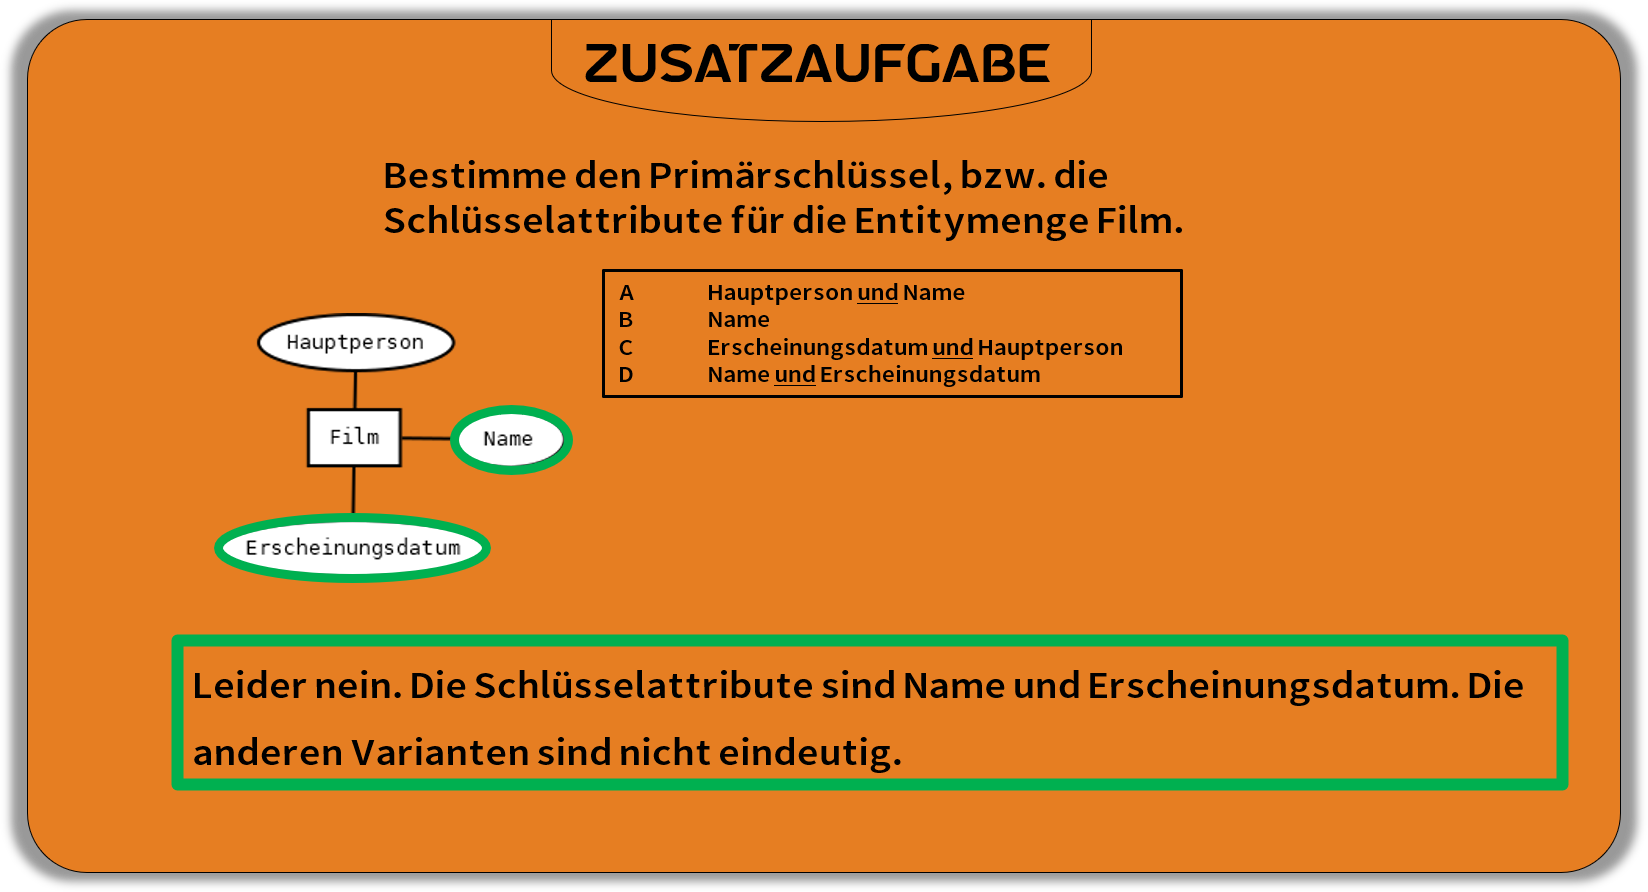 ZUSATZAUFGABE
Bestimme den Primärschlüssel, bzw. die
Schlüsselattribute für die Entitymenge Film.
A Hauptperson und Name
B Name
C Erscheinungsdatum und Hauptperson
D Name und Erscheinungsdatum
Hauptperson
Film
Name
Erscheinungsdatum
Leider nein. Die Schlüsselattribute sind Name und Erscheinungsdatum. Die
anderen Varianten sind nicht eindeutig.